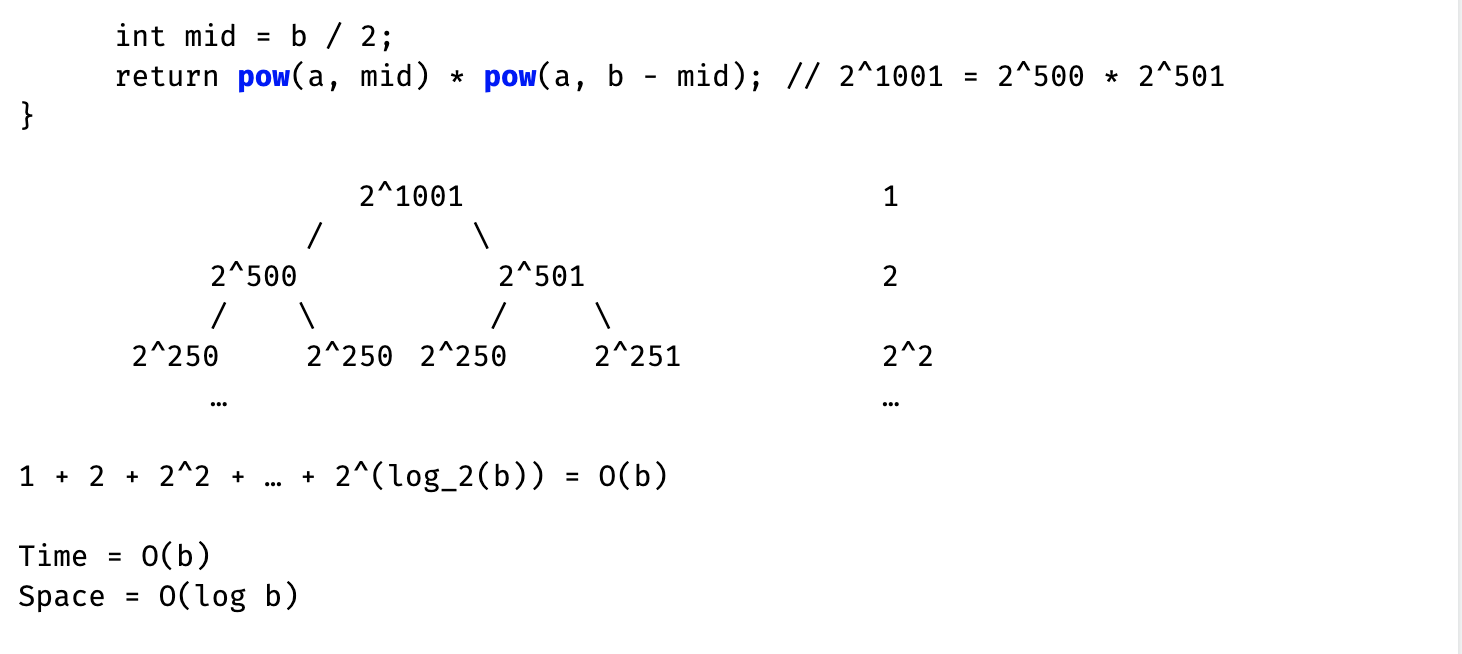 int mid = b / 2;
return pow(a, mid) * pow(a, b - mid); // 2^1001 = 2^500 * 2^501
}
2^1001 1
/ \
2^500 2^501 2
/ \ / \
2^250 2^250 2^250 2^251 2^2
… …
1 + 2 + 2^2 + … + 2^(log_2(b)) = O(b)
Time = O(b)
Space = O(log b)